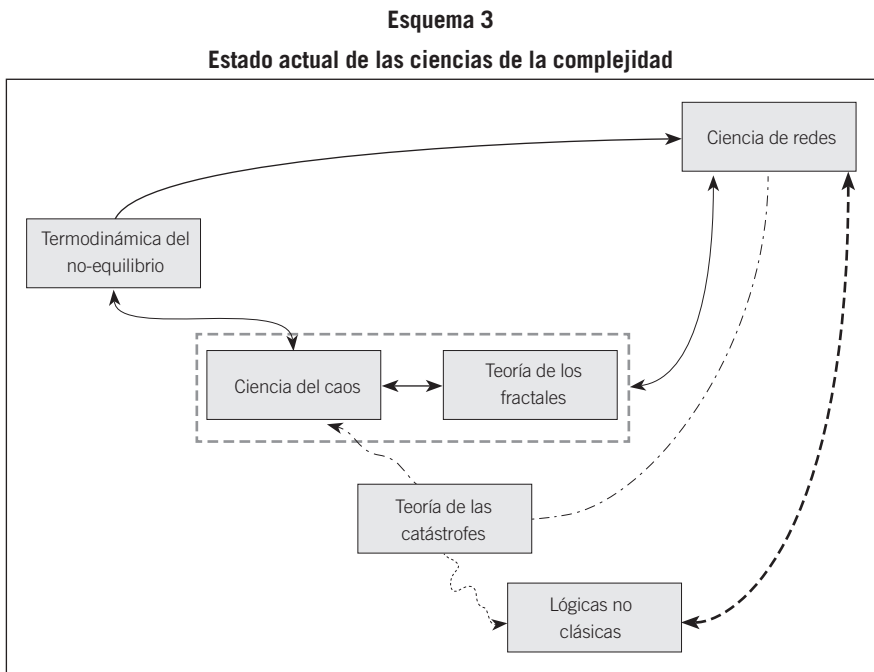 Esquema 3
Estado actual de las ciencias de la complejidad
Ciencia de redes
Termodinámica del
no-equilibrio
Ciencia del caos
Teoría de los
fractales
Teoría de las
catástrofes
Lógicas no
clásicas